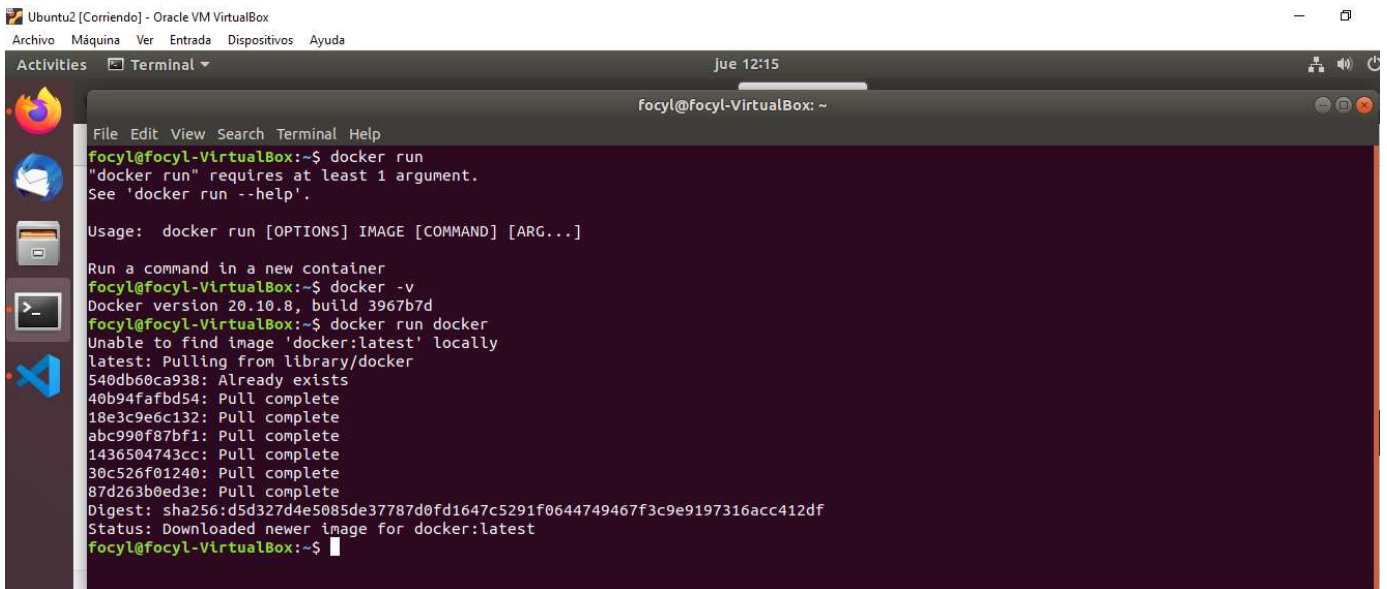 Ubuntu2 [Corriendo] - Oracle VM VirtualBox
Archivo Máquina Ver Entrada Dispositivos Ayuda
Activities Terminal jue 12:15
focyl@focyl-VirtualBox: ~
File Edit View Search Terminal Help
focyl@focyl-VirtualBox:~$ docker run
"docker run" requires at least 1 argument.
See 'docker run --help'.
Usage:  docker run [OPTIONS] IMAGE [COMMAND] [ARG...]
Run a command in a new container
focyl@focyl-VirtualBox:~$ docker -v
Docker version 20.10.8, build 3967b7d
focyl@focyl-VirtualBox:~$ docker run docker
Unable to find image 'docker:latest' locally
latest: Pulling from library/docker
540db60ca938: Already exists
40b94fafbd54: Pull complete
18e3c9e6c132: Pull complete
abc990f87bf1: Pull complete
1436504743cc: Pull complete
30c526f01240: Pull complete
87d263b0ed3e: Pull complete
Digest: sha256:d5d327d4e5085de37787d0fd1647c5291f0644749467f3c9e9197316acc412df
Status: Downloaded newer image for docker:latest
focyl@focyl-VirtualBox:~$